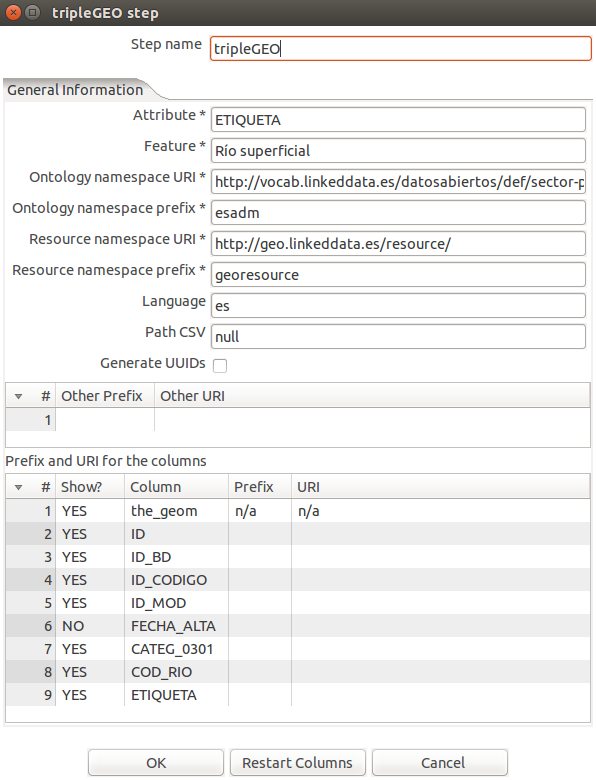 tripleGEO step
Step name tripleGEO
General Information
Attribute * ETIQUETA
Feature * Río superficial
Ontology namespace URI * http://vocab.linkeddata.es/datosabiertos/def/sector-p
Ontology namespace prefix * esadm
Resource namespace URI * http://geo.linkeddata.es/resource/
Resource namespace prefix * georesource
Language es
Path CSV null
Generate UUIDs
# Other Prefix Other URI
1
Prefix and URI for the columns
# Show? Column Prefix URI
1 YES the_geom n/a n/a
2 YES ID
3 YES ID_BD
4 YES ID_CODIGO
5 YES ID_MOD
6 NO FECHA_ALTA
7 YES CATEG_0301
8 YES COD_RIO
9 YES ETIQUETA
OK Restart Columns Cancel